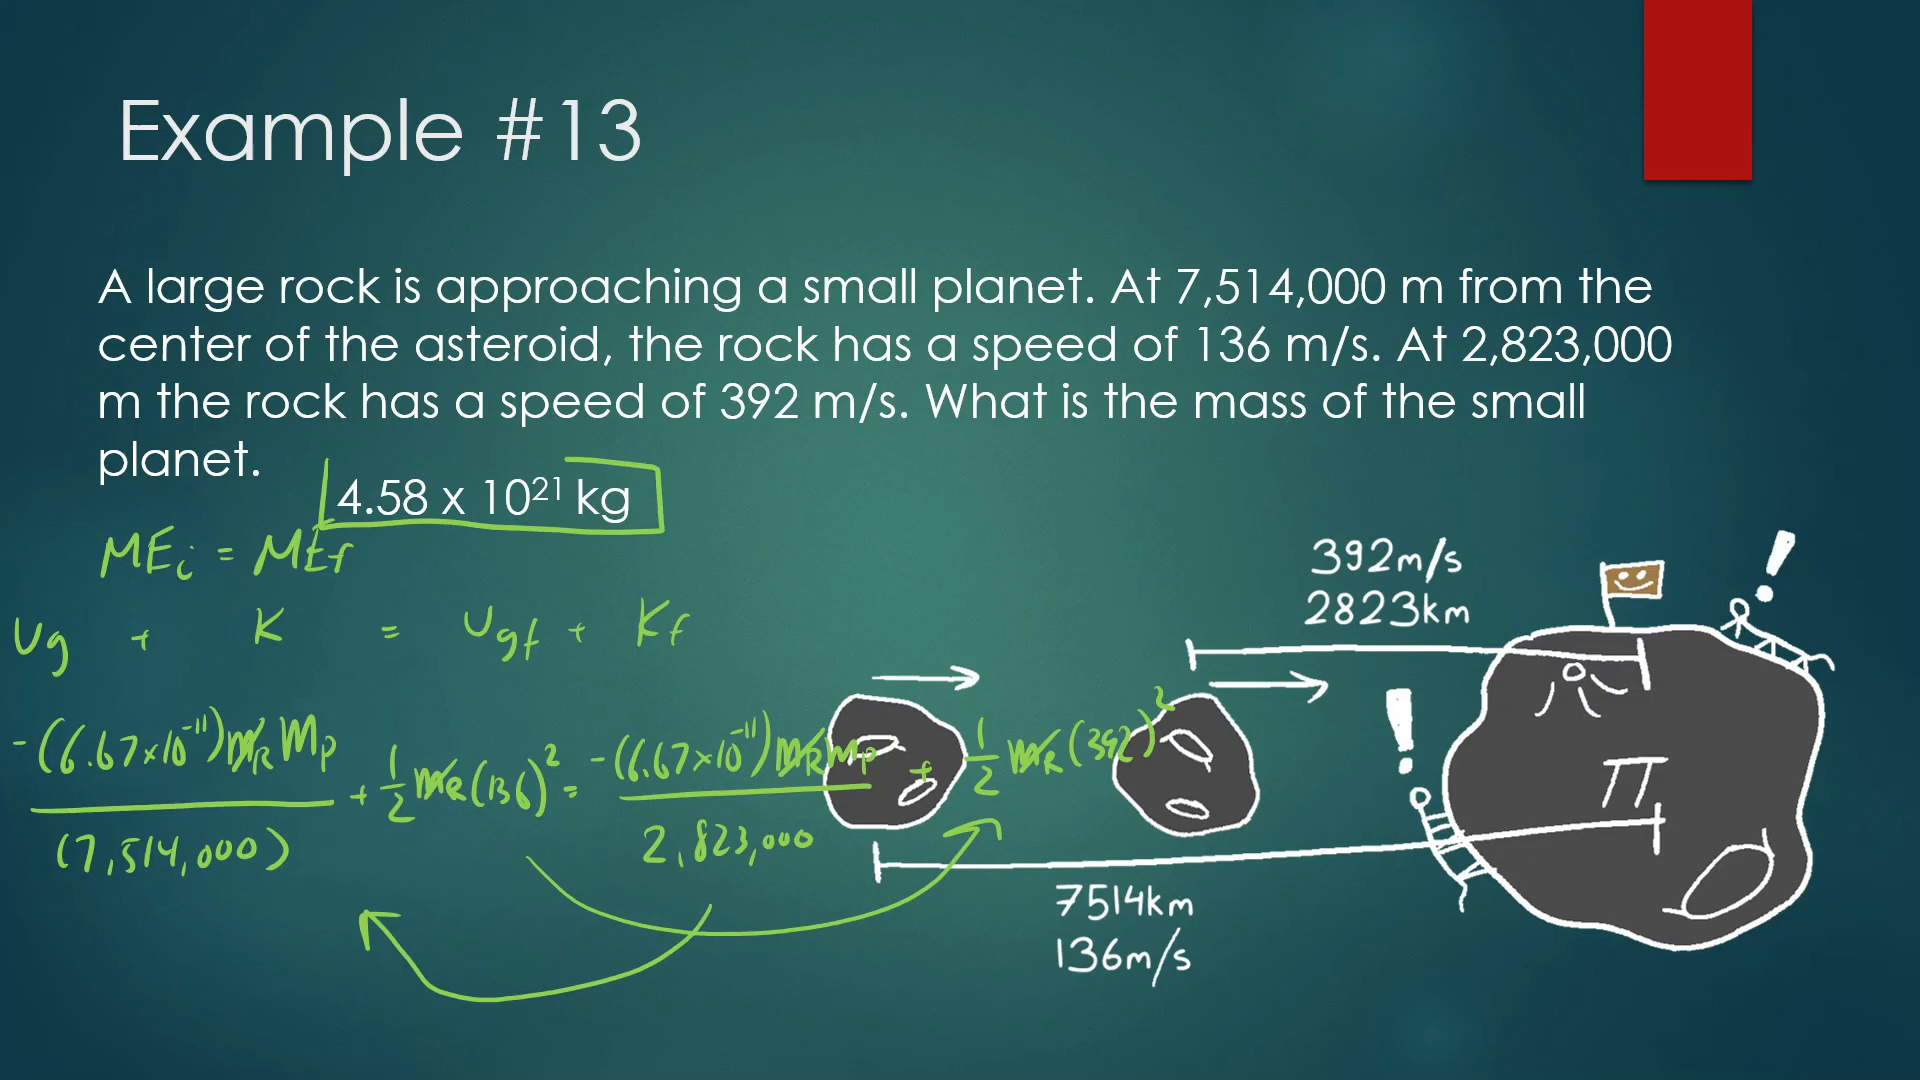 Example #13
A large rock is approaching a small planet. At 7,514,000 m from the
center of the asteroid, the rock has a speed of 136 m/s. At 2,823,000
m the rock has a speed of 392 m/s. What is the mass of the small
planet.
4.58 x 10²¹ kg
MEi = MEf
Ug + K = Ugf + Kf
-(6.67×10⁻¹¹)mR Mp / (7,514,000) + 1/2 mR(136)² = -(6.67×10⁻¹¹)mR Mp / 2,823,000 + 1/2 mR(392)²
392m/s
2823km
!
!
7514km
136m/s